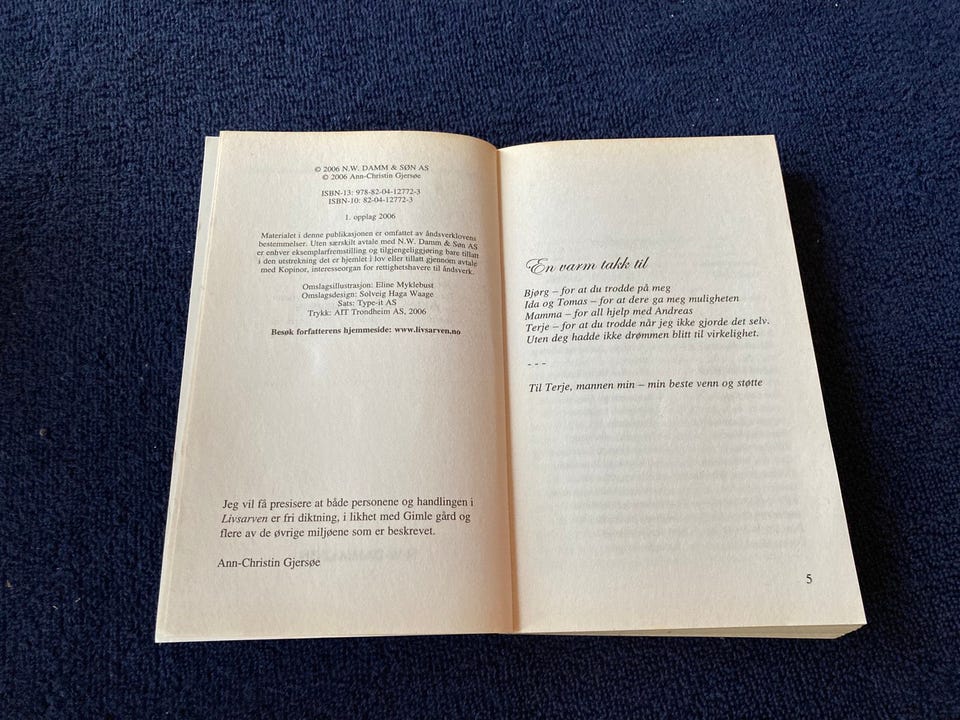 © 2006 N.W. DAMM & SØN AS
© 2006 Ann-Christin Gjersøe
ISBN-13: 978-82-04-12772-3
ISBN-10: 82-04-12772-3
1. opplag 2006
Materialet i denne publikasjonen er omfattet av åndsverklovens
bestemmelser. Uten særskilt avtale med N.W. Damm & Søn AS
er enhver eksemplarfremstilling og tilgjengeliggjøring bare tillatt
i den utstrekning det er hjemlet i lov eller tillatt gjennom avtale
med Kopinor, interesseorgan for rettighetshavere til åndsverk.
Omslagsillustrasjon: Eline Myklebust
Omslagsdesign: Solveig Haga Waage
Sats: Type-it AS
Trykk: AIT Trondheim AS, 2006
Besøk forfatterens hjemmeside: www.livsarven.no
Jeg vil få presisere at både personene og handlingen i
Livsarven er fri diktning, i likhet med Gimle gård og
flere av de øvrige miljøene som er beskrevet.
Ann-Christin Gjersøe
En varm takk til
Bjørg – for at du trodde på meg
Ida og Tomas – for at dere ga meg muligheten
Mamma – for all hjelp med Andreas
Terje – for at du trodde når jeg ikke gjorde det selv.
Uten deg hadde ikke drømmen blitt til virkelighet.
- - -
Til Terje, mannen min – min beste venn og støtte
5